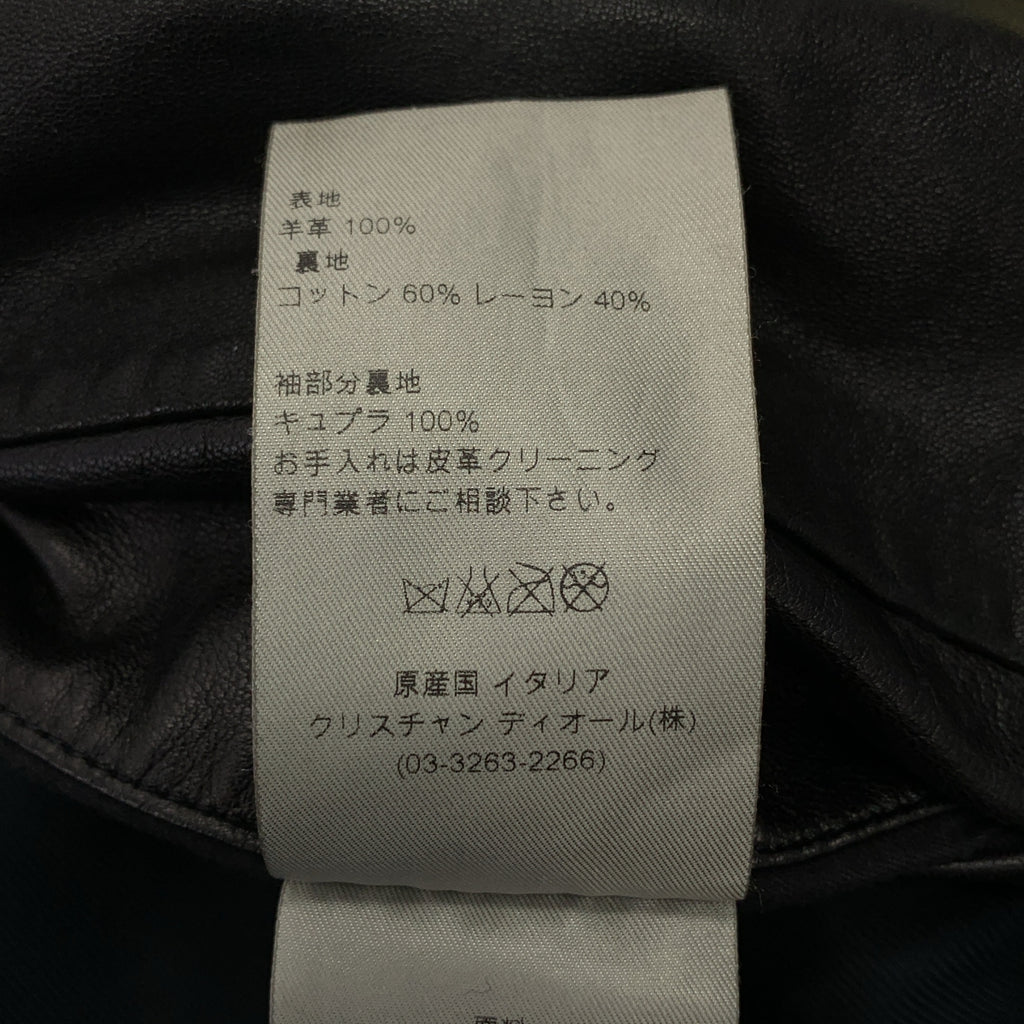 表地
羊革 100%
裏地
コットン 60% レーヨン 40%
袖部分裏地
キュプラ 100%
お手入れは皮革クリーニング
専門業者にご相談下さい。
原産国 イタリア
クリスチャン ディオール(株)
(03-3263-2266)